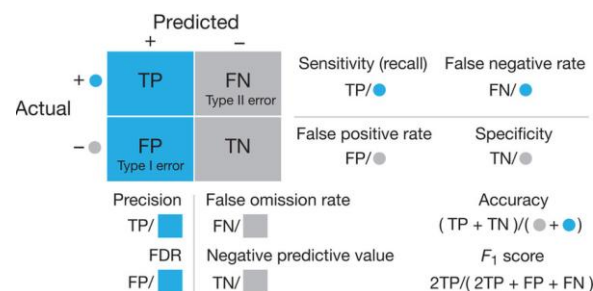 Predicted
+ −
Actual
+ TP FN
Type II error
− FP TN
Type I error
Sensitivity (recall) False negative rate
TP/ FN/
False positive rate Specificity
FP/ TN/
Precision False omission rate Accuracy
TP/ FN/ ( TP + TN )/( + )
FDR Negative predictive value F1 score
FP/ TN/ 2TP/( 2TP + FP + FN )